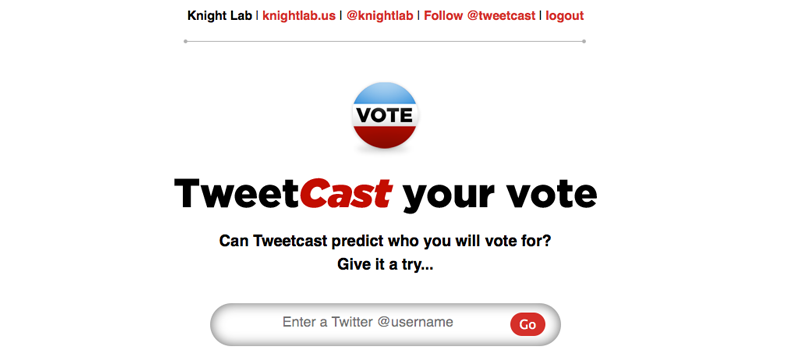 Knight Lab | knightlab.us | @knightlab | Follow @tweetcast | logout
VOTE
TweetCast your vote
Can Tweetcast predict who you will vote for?
Give it a try...
Enter a Twitter @username Go